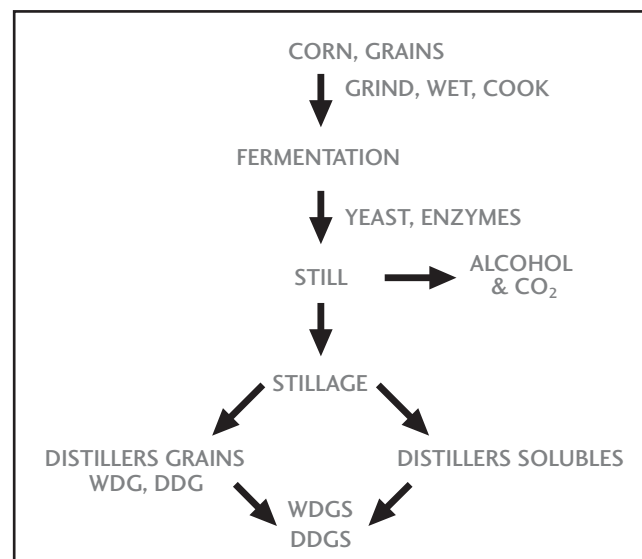 CORN, GRAINS
GRIND, WET, COOK
FERMENTATION
YEAST, ENZYMES
STILL
ALCOHOL
& CO₂
STILLAGE
DISTILLERS GRAINS
WDG, DDG
DISTILLERS SOLUBLES
WDGS
DDGS